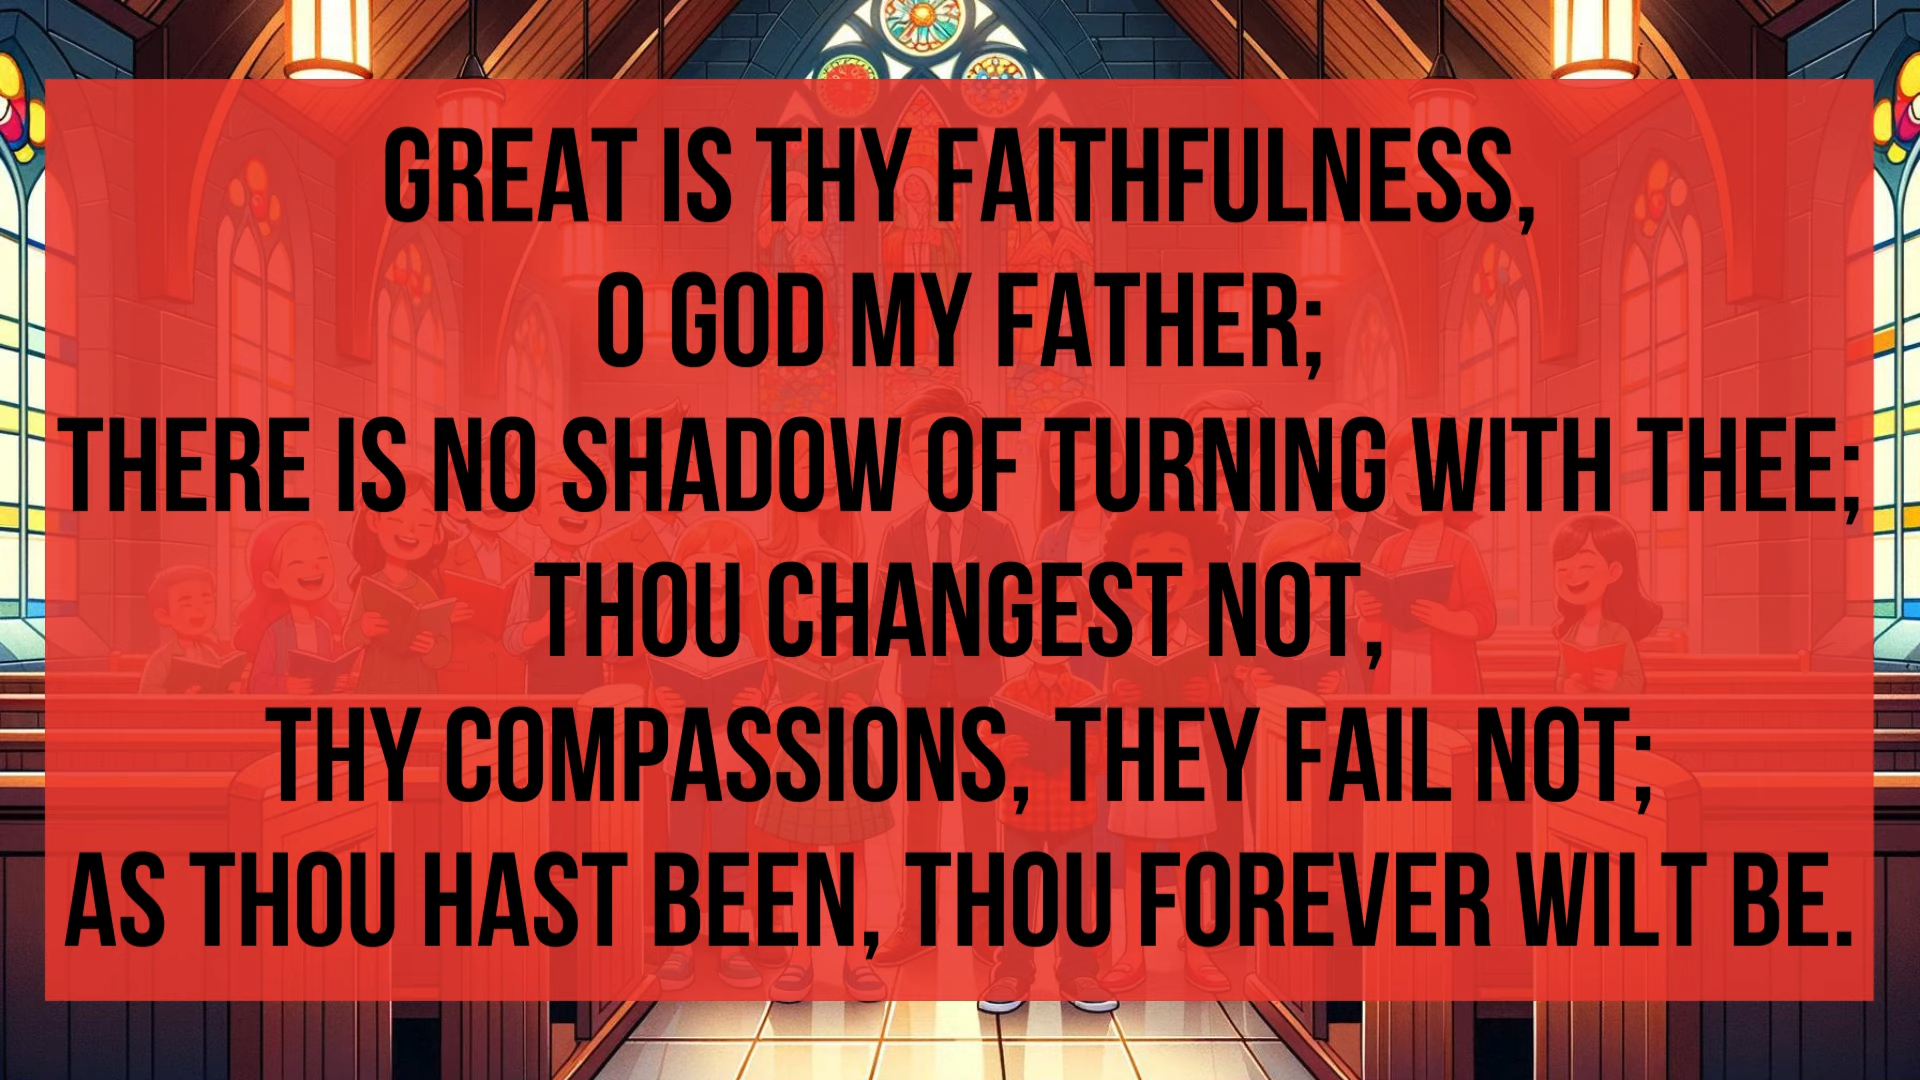 GREAT IS THY FAITHFULNESS,
O GOD MY FATHER;
THERE IS NO SHADOW OF TURNING WITH THEE;
THOU CHANGEST NOT,
THY COMPASSIONS, THEY FAIL NOT;
AS THOU HAST BEEN, THOU FOREVER WILT BE.